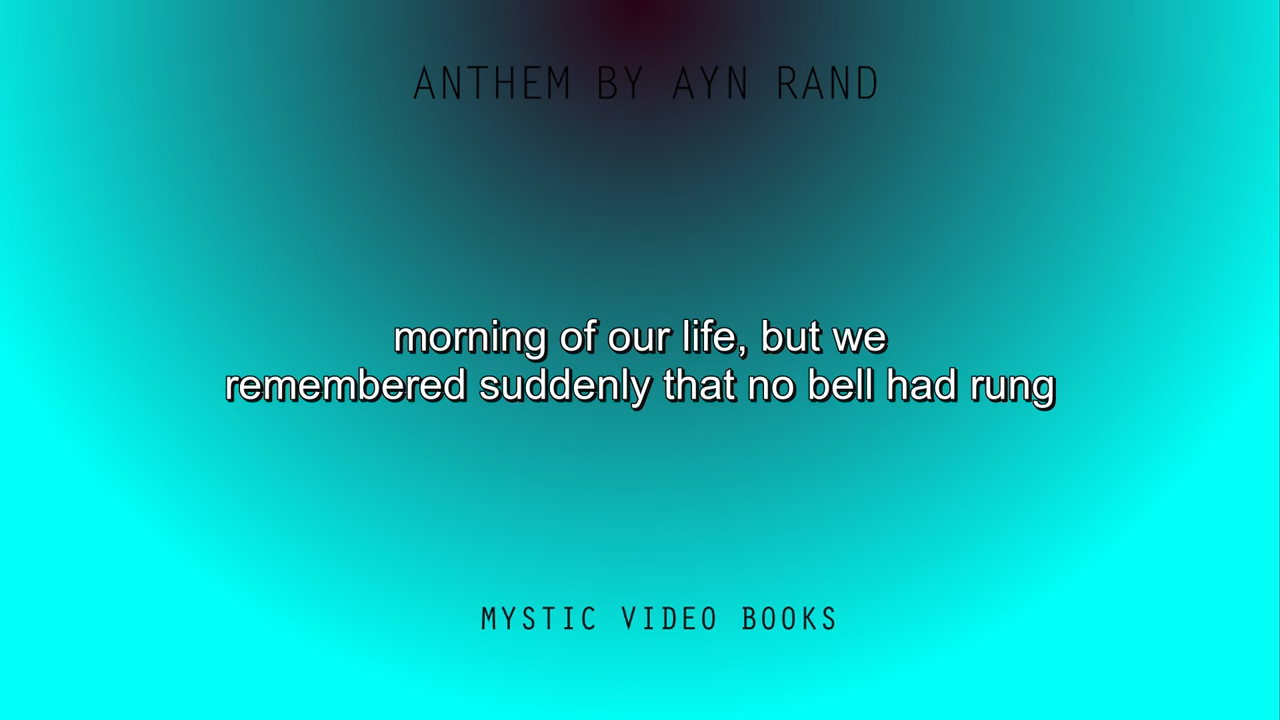 ANTHEM BY AYN RAND
morning of our life, but we
remembered suddenly that no bell had rung
MYSTIC VIDEO BOOKS